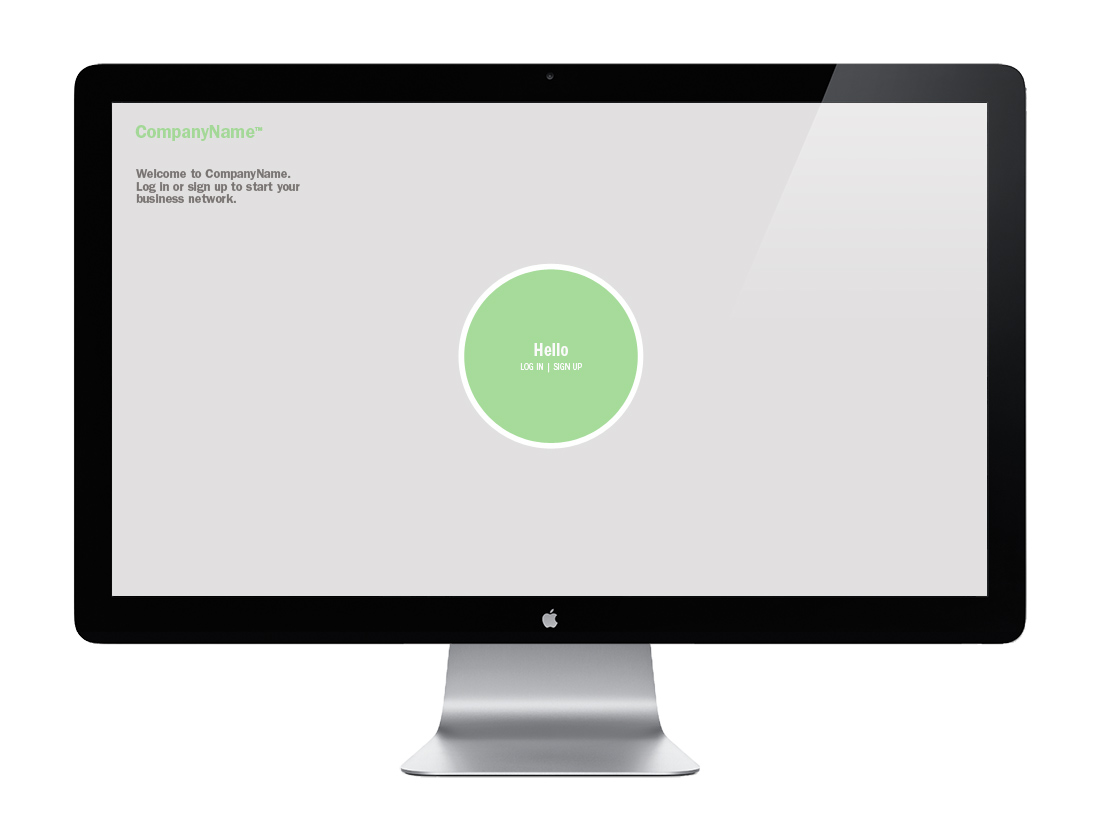 CompanyName™
Welcome to CompanyName.
Log in or sign up to start your
business network.
Hello
LOG IN | SIGN UP